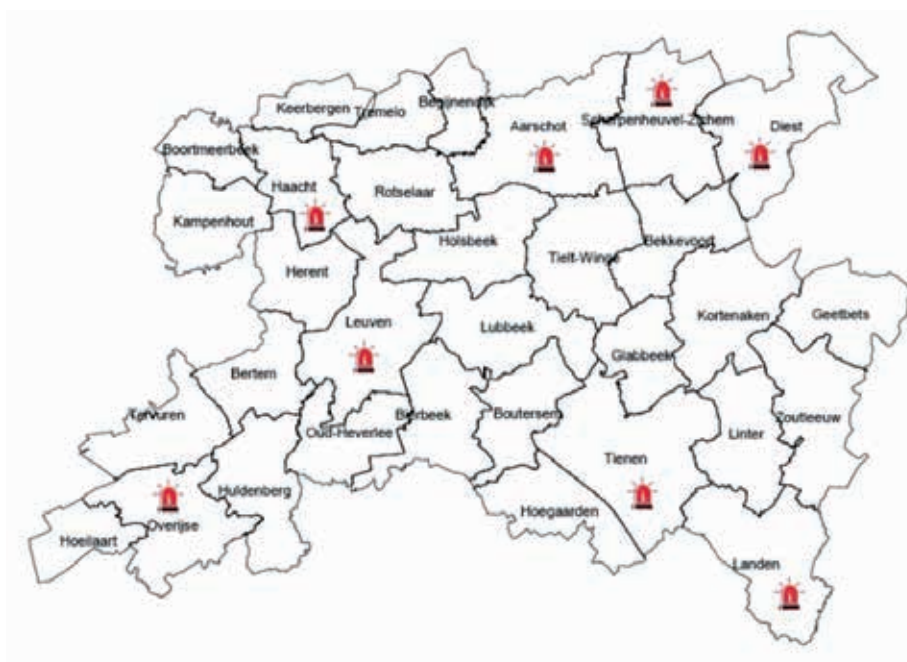 Keerbergen
Tremelo
Begijnendijk
Aarschot
Scherpenheuvel-Zichem
Diest
Boortmeerbeek
Haacht
Rotselaar
Kampenhout
Holsbeek
Tielt-Winge
Bekkevoort
Herent
Leuven
Lubbeek
Kortenaken
Geetbets
Glabbeek
Bertem
Tervuren
Oud-Heverlee
Bierbeek
Boutersem
Linter
Zoutleeuw
Tienen
Huldenberg
Hoegaarden
Overijse
Hoeilaart
Landen